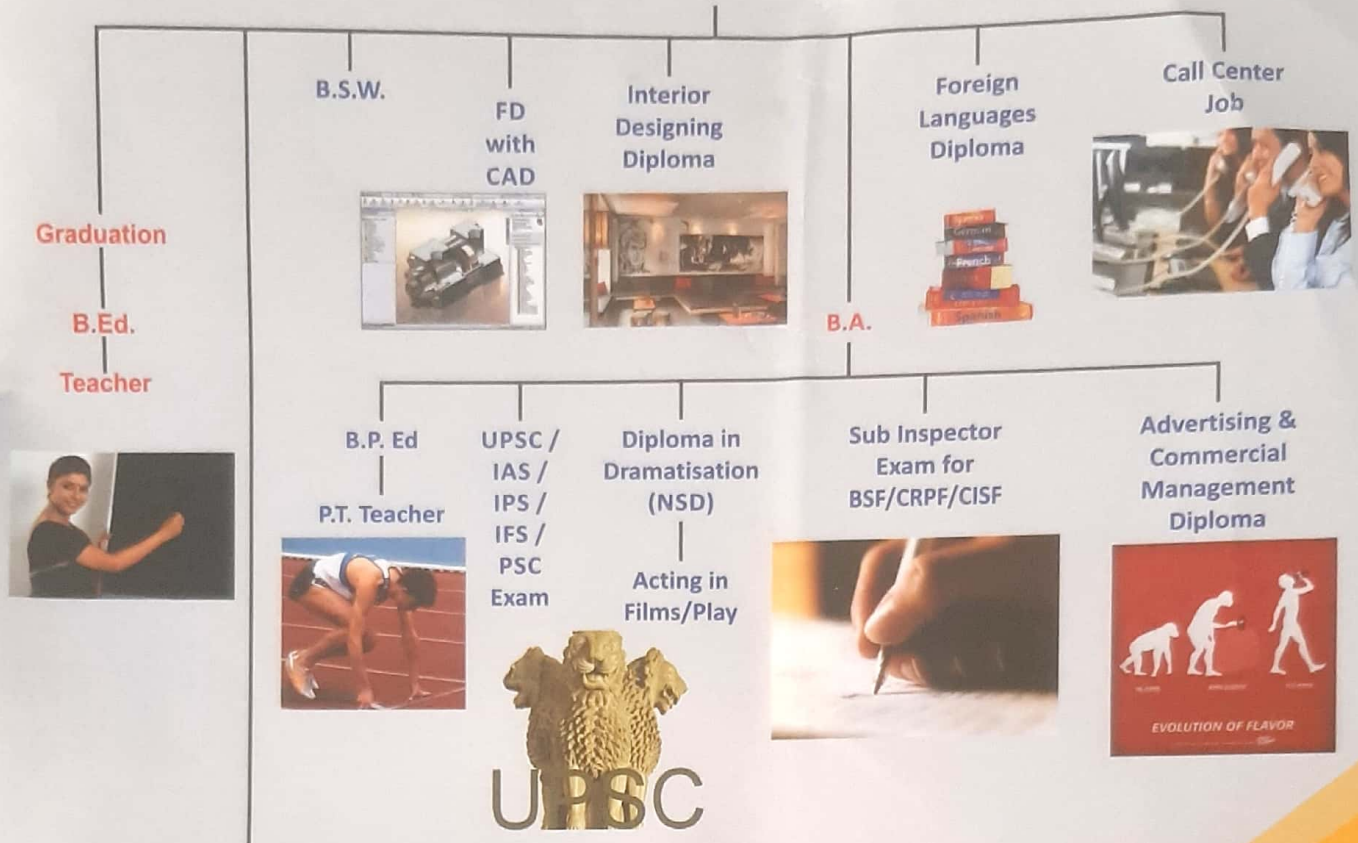 B.S.W.
FD
with
CAD
Interior
Designing
Diploma
Foreign
Languages
Diploma
Call Center
Job
Graduation
B.Ed.
Teacher
German
French
Spanish
B.A.
B.P. Ed
P.T. Teacher
UPSC /
IAS /
IPS /
IFS /
PSC
Exam
Diploma in
Dramatisation
(NSD)
Acting in
Films/Play
Sub Inspector
Exam for
BSF/CRPF/CISF
Advertising &
Commercial
Management
Diploma
EVOLUTION OF FLAVOR
UPSC